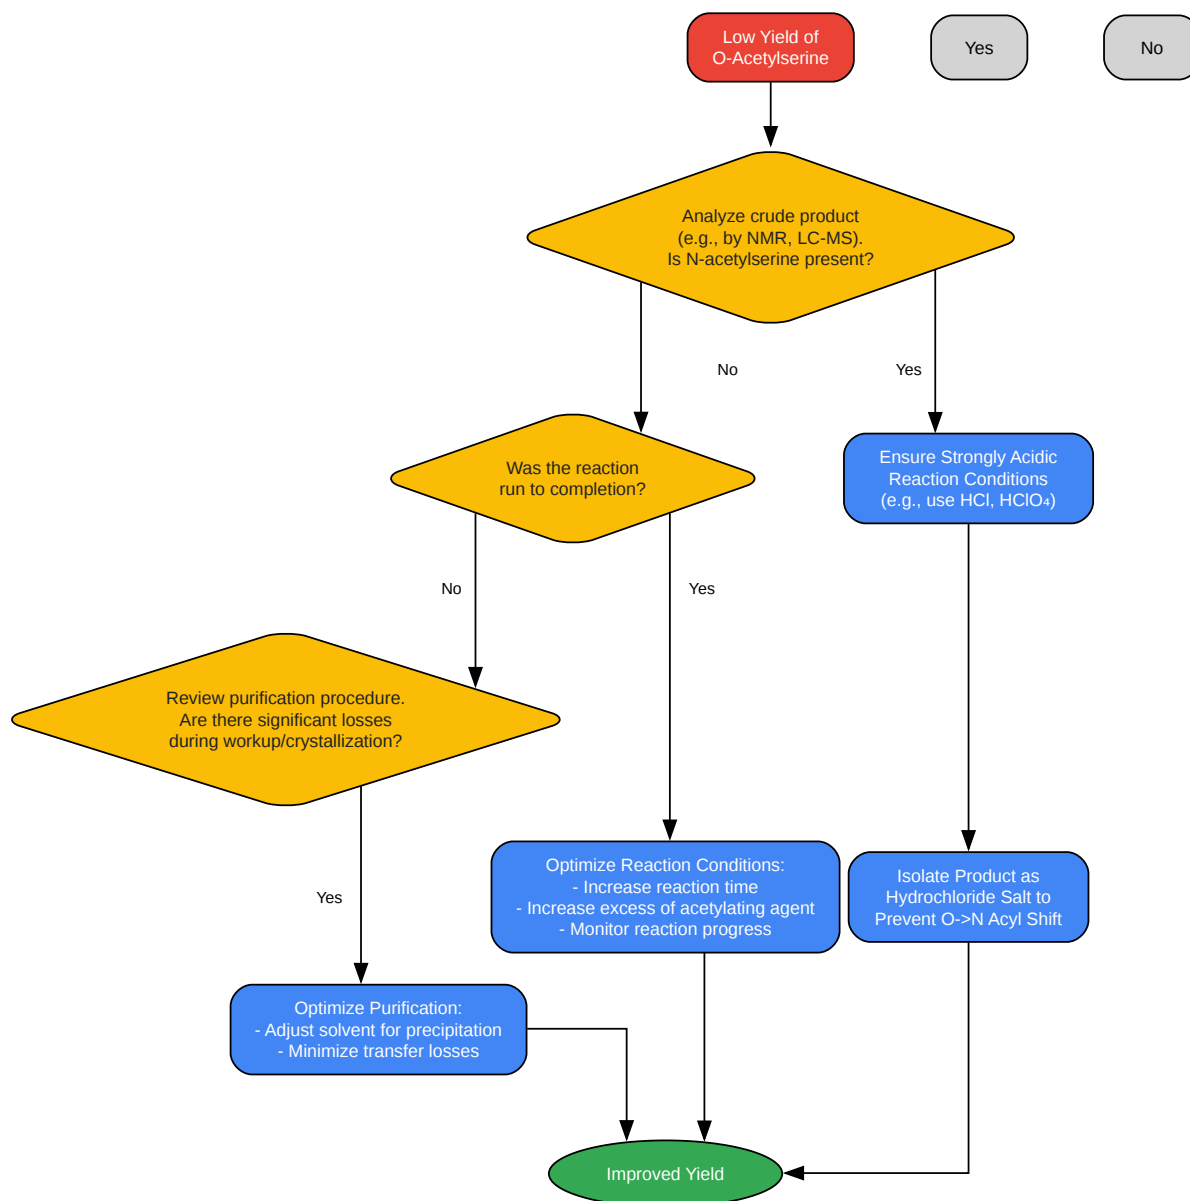 Low Yield of
O-Acetylserine
Yes
No
Analyze crude product
(e.g., by NMR, LC-MS).
Is N-acetylserine present?
No
Yes
Was the reaction
run to completion?
Ensure Strongly Acidic
Reaction Conditions
(e.g., use HCl, HClO₄)
No
Yes
Review purification procedure.
Are there significant losses
during workup/crystallization?
Optimize Reaction Conditions:
- Increase reaction time
- Increase excess of acetylating agent
- Monitor reaction progress
Isolate Product as
Hydrochloride Salt to
Prevent O->N Acyl Shift
Yes
Optimize Purification:
- Adjust solvent for precipitation
- Minimize transfer losses
Improved Yield